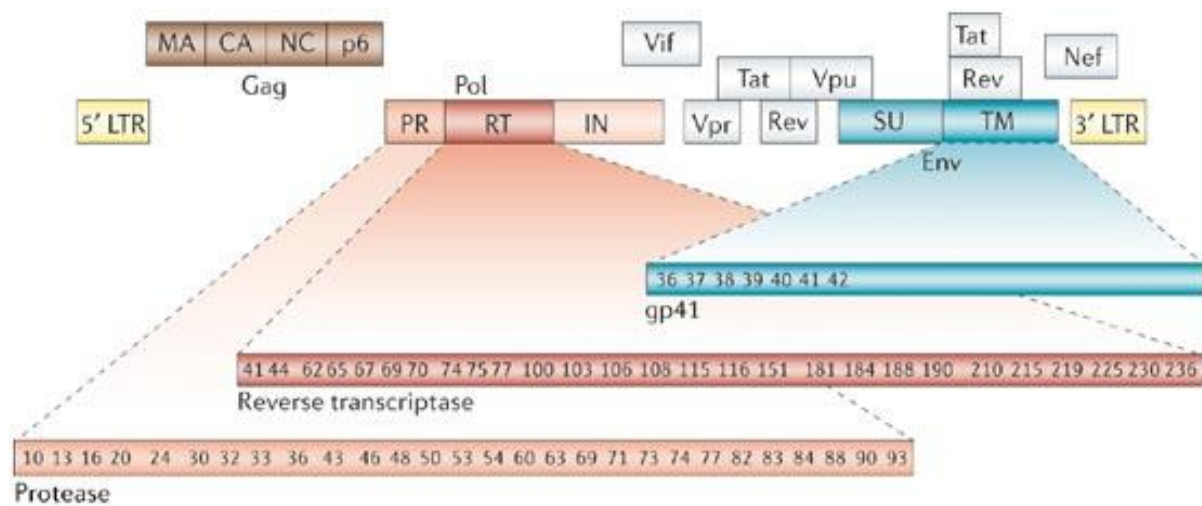 MA CA NC p6
Gag
Vif
Tat
Nef
Pol
Tat Vpu
Rev
5' LTR
PR RT IN
Vpr
Rev
SU TM
3' LTR
Env
36 37 38 39 40 41 42
gp41
41 44 62 65 67 69 70 74 75 77 100 103 106 108 115 116 151 181 184 188 190 210 215 219 225 230 236
Reverse transcriptase
10 13 16 20 24 30 32 33 36 43 46 48 50 53 54 60 63 69 71 73 74 77 82 83 84 88 90 93
Protease